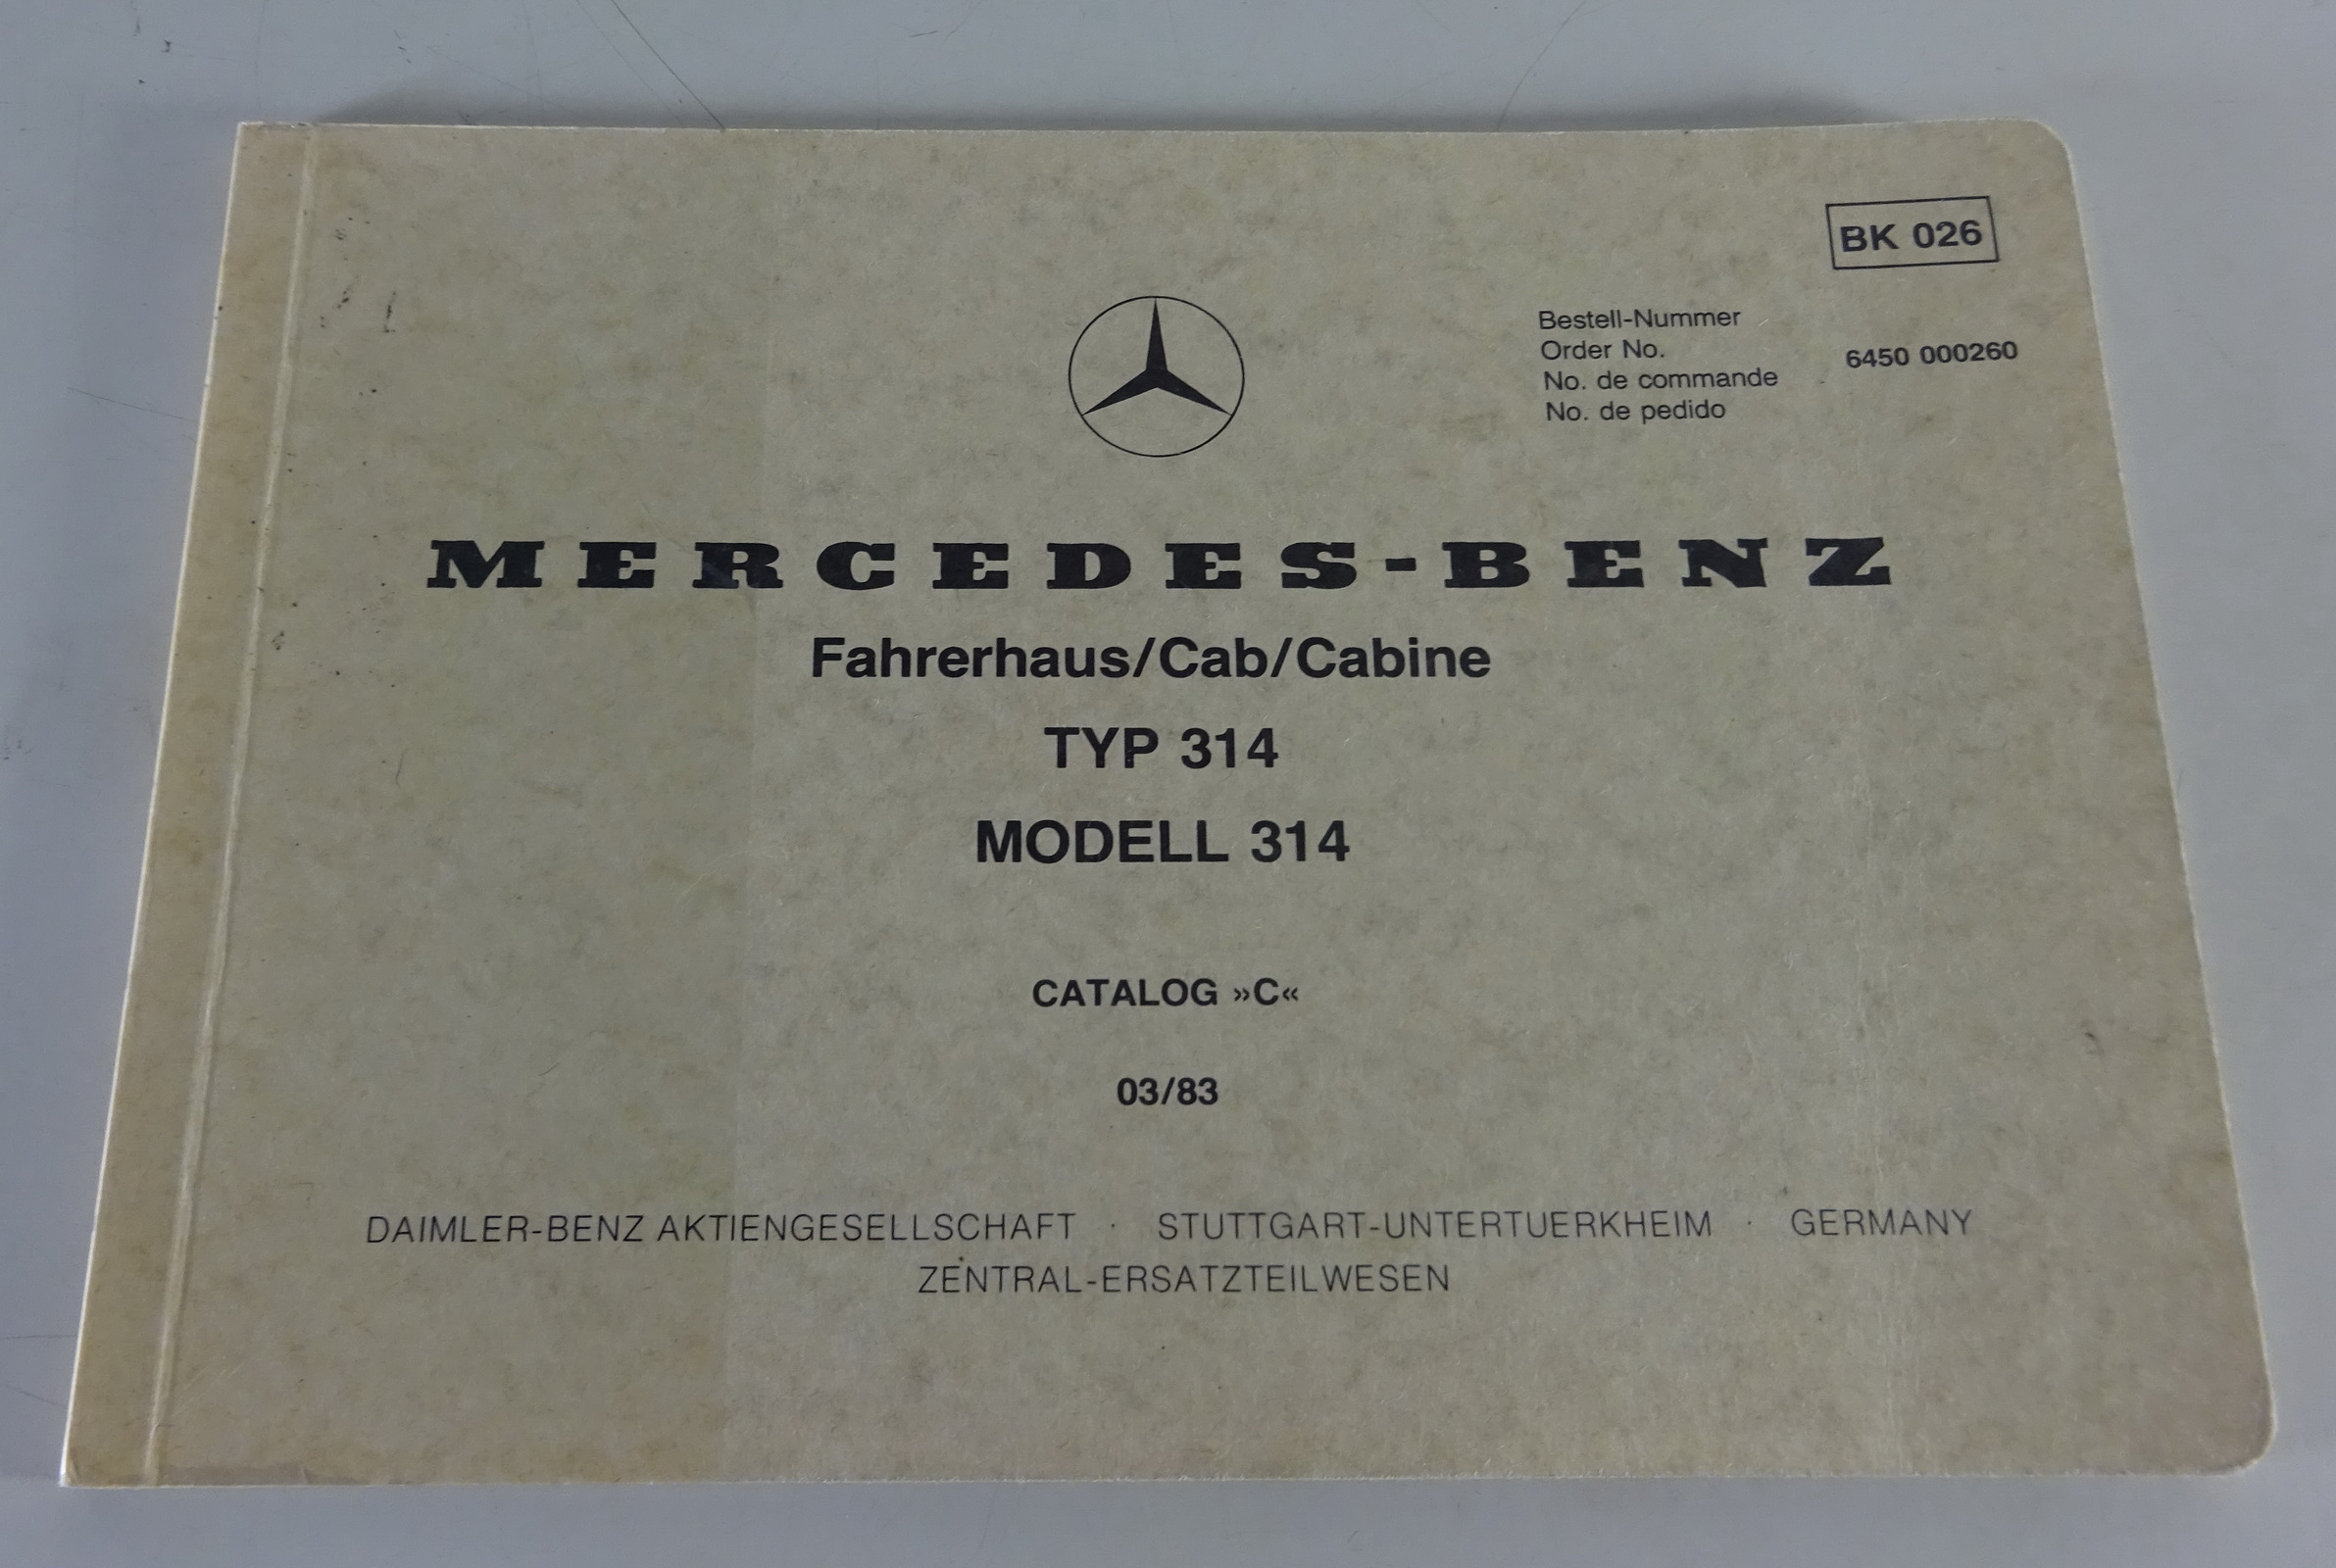 BK 026
Bestell-Nummer
Order No.
No. de commande
No. de pedido
6450 000260
MERCEDES-BENZ
Fahrerhaus/Cab/Cabine
TYP 314
MODELL 314
CATALOG »C«
03/83
DAIMLER-BENZ AKTIENGESELLSCHAFT · STUTTGART-UNTERTUERKHEIM · GERMANY
ZENTRAL-ERSATZTEILWESEN